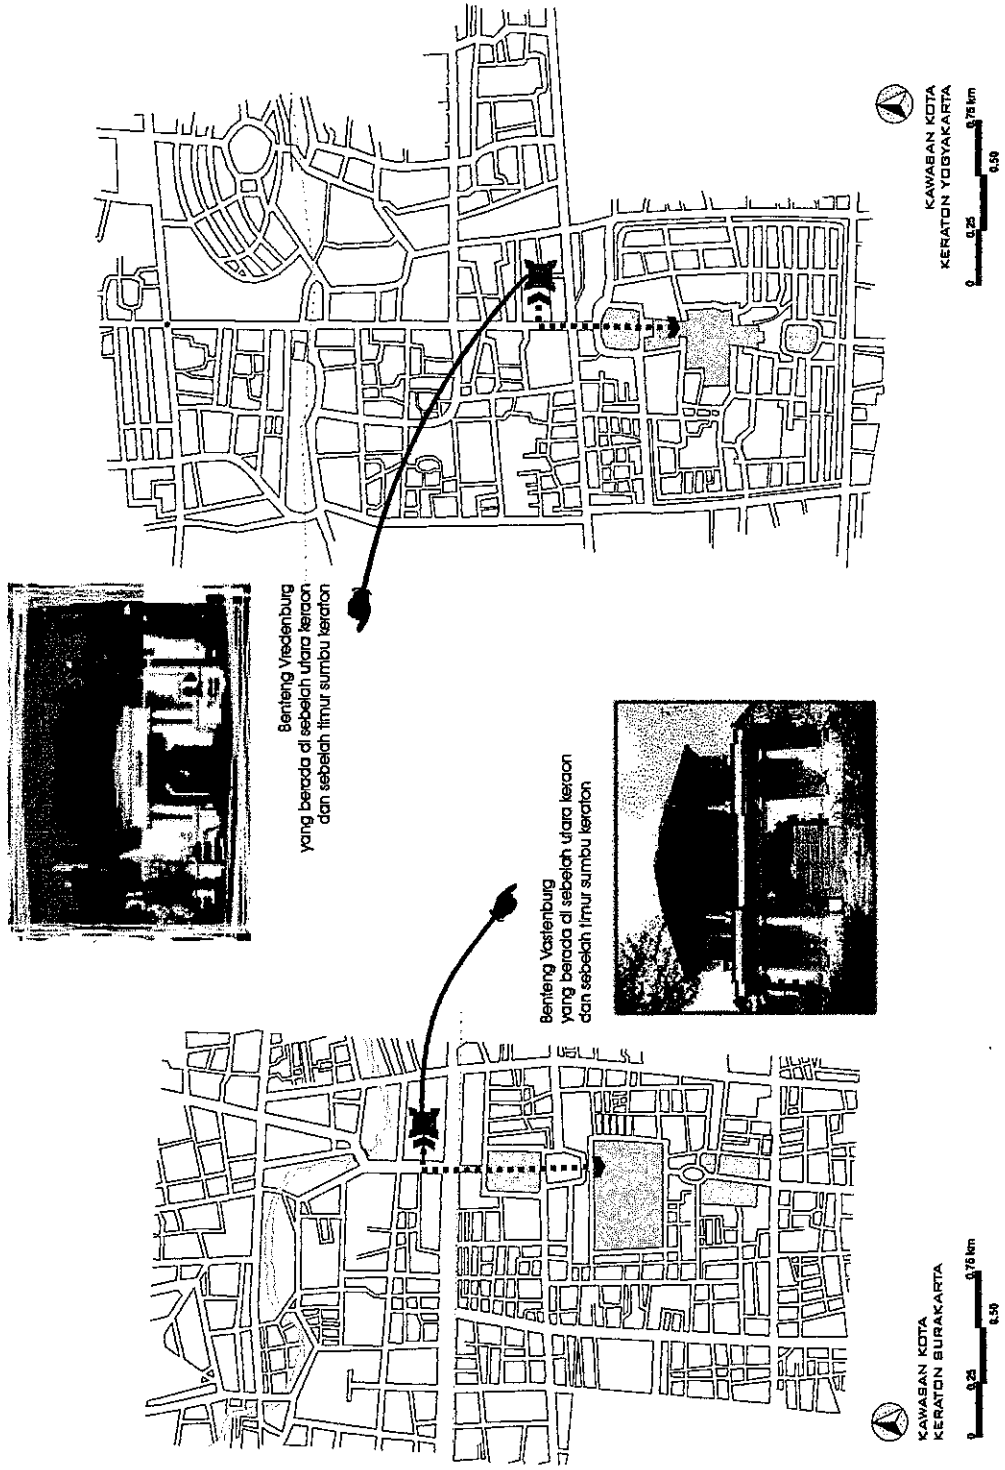 Benteng Vastenburg
yang berada di sebelah utara keraon
dan sebelah timur sumbu keraton
KAWASAN KOTA
KERATON SURAKARTA
0 0,25 0,50 0,75 km
Benteng Vredenburg
yang berada di sebelah utara keraon
dan sebelah timur sumbu keraton
KAWASAN KOTA
KERATON YOGYAKARTA
0 0,25 0,50 0,75 km